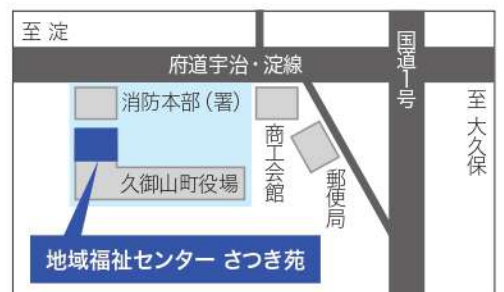 至 淀
府道宇治・淀線
国道1号
至 大久保
消防本部（署）
商工会館
郵便局
久御山町役場
地域福祉センター さつき苑